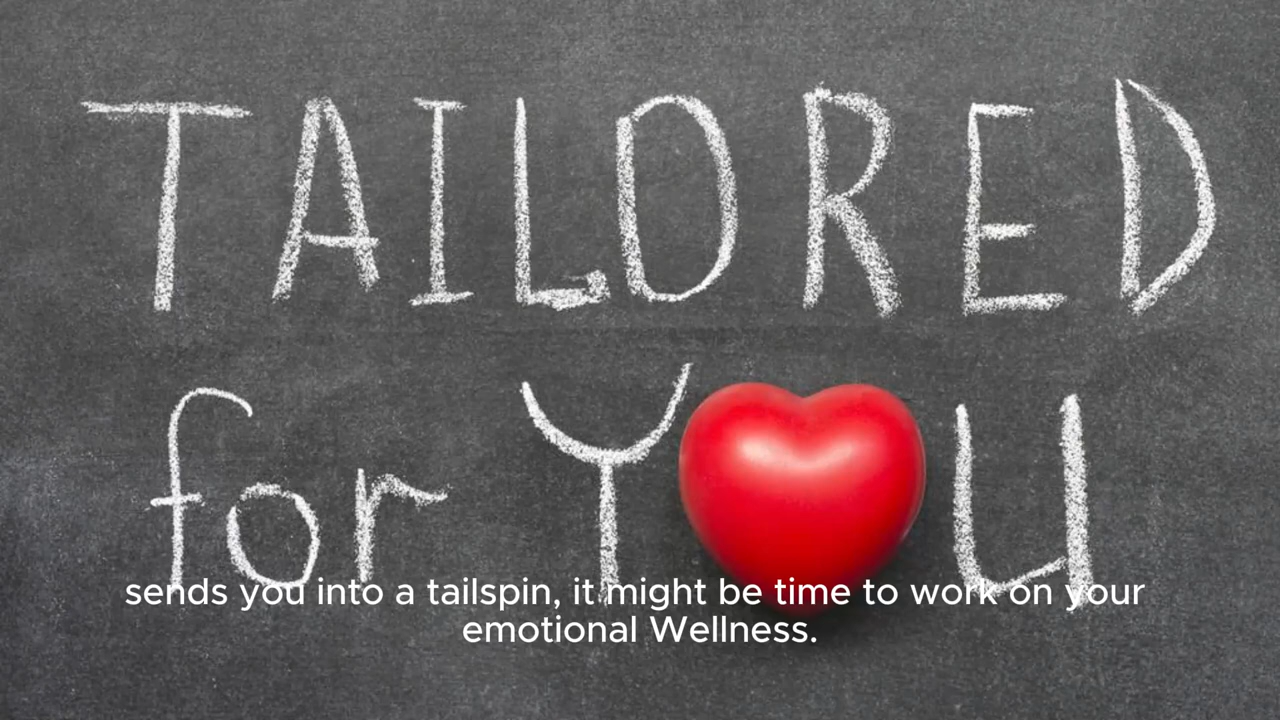 TAILORED
for Y❤U
sends you into a tailspin, it might be time to work on your
emotional Wellness.